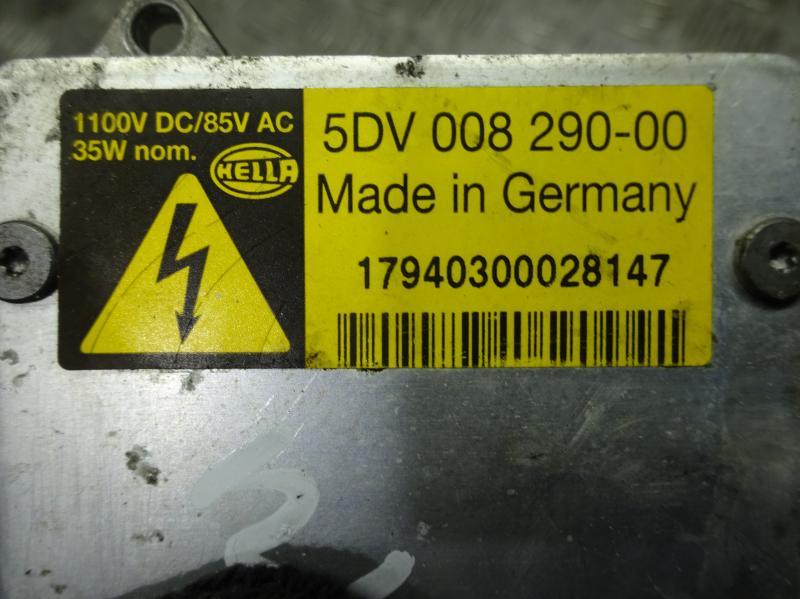 1100V DC/85V AC
35W nom.
HELLA
5DV 008 290-00
Made in Germany
17940300028147